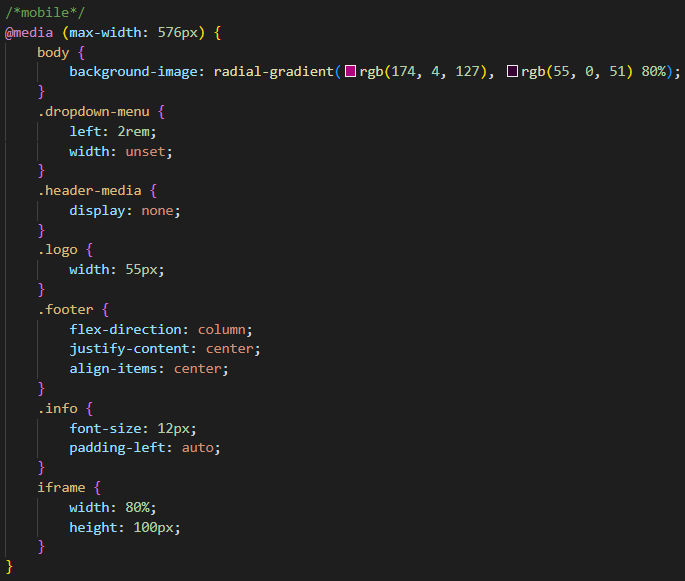 /*mobile*/
@media (max-width: 576px) {
    body {
        background-image: radial-gradient(rgb(174, 4, 127), rgb(55, 0, 51) 80%);
    }
    .dropdown-menu {
        left: 2rem;
        width: unset;
    }
    .header-media {
        display: none;
    }
    .logo {
        width: 55px;
    }
    .footer {
        flex-direction: column;
        justify-content: center;
        align-items: center;
    }
    .info {
        font-size: 12px;
        padding-left: auto;
    }
    iframe {
        width: 80%;
        height: 100px;
    }
}